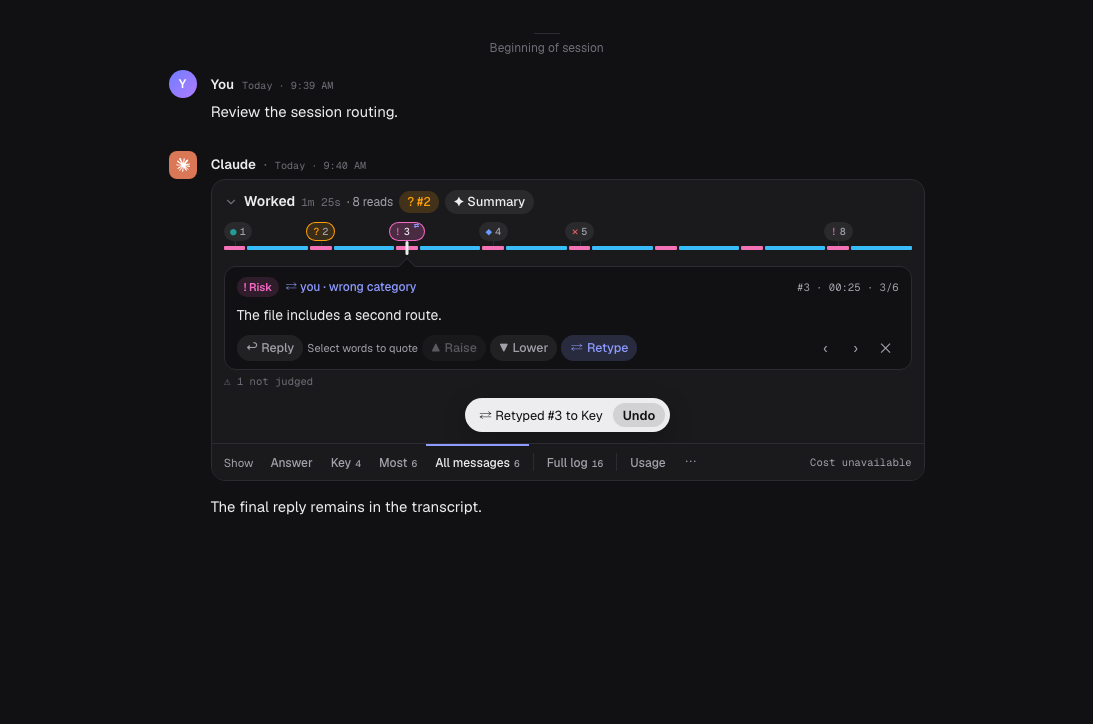 Beginning of session
Y You Today · 9:39 AM
Review the session routing.
Claude · Today · 9:40 AM
Worked 1m 25s · 8 reads ? #2 ✦ Summary
● 1 ? 2 ! 3 ⇄ ◆ 4 × 5 ! 8
! Risk ⇄ you · wrong category #3 · 00:25 · 3/6
The file includes a second route.
↩ Reply Select words to quote ▲ Raise ▼ Lower ⇄ Retype ‹ › ×
⚠ 1 not judged
⇄ Retyped #3 to Key Undo
Show Answer Key 4 Most 6 All messages 6 Full log 16 Usage ··· Cost unavailable
The final reply remains in the transcript.